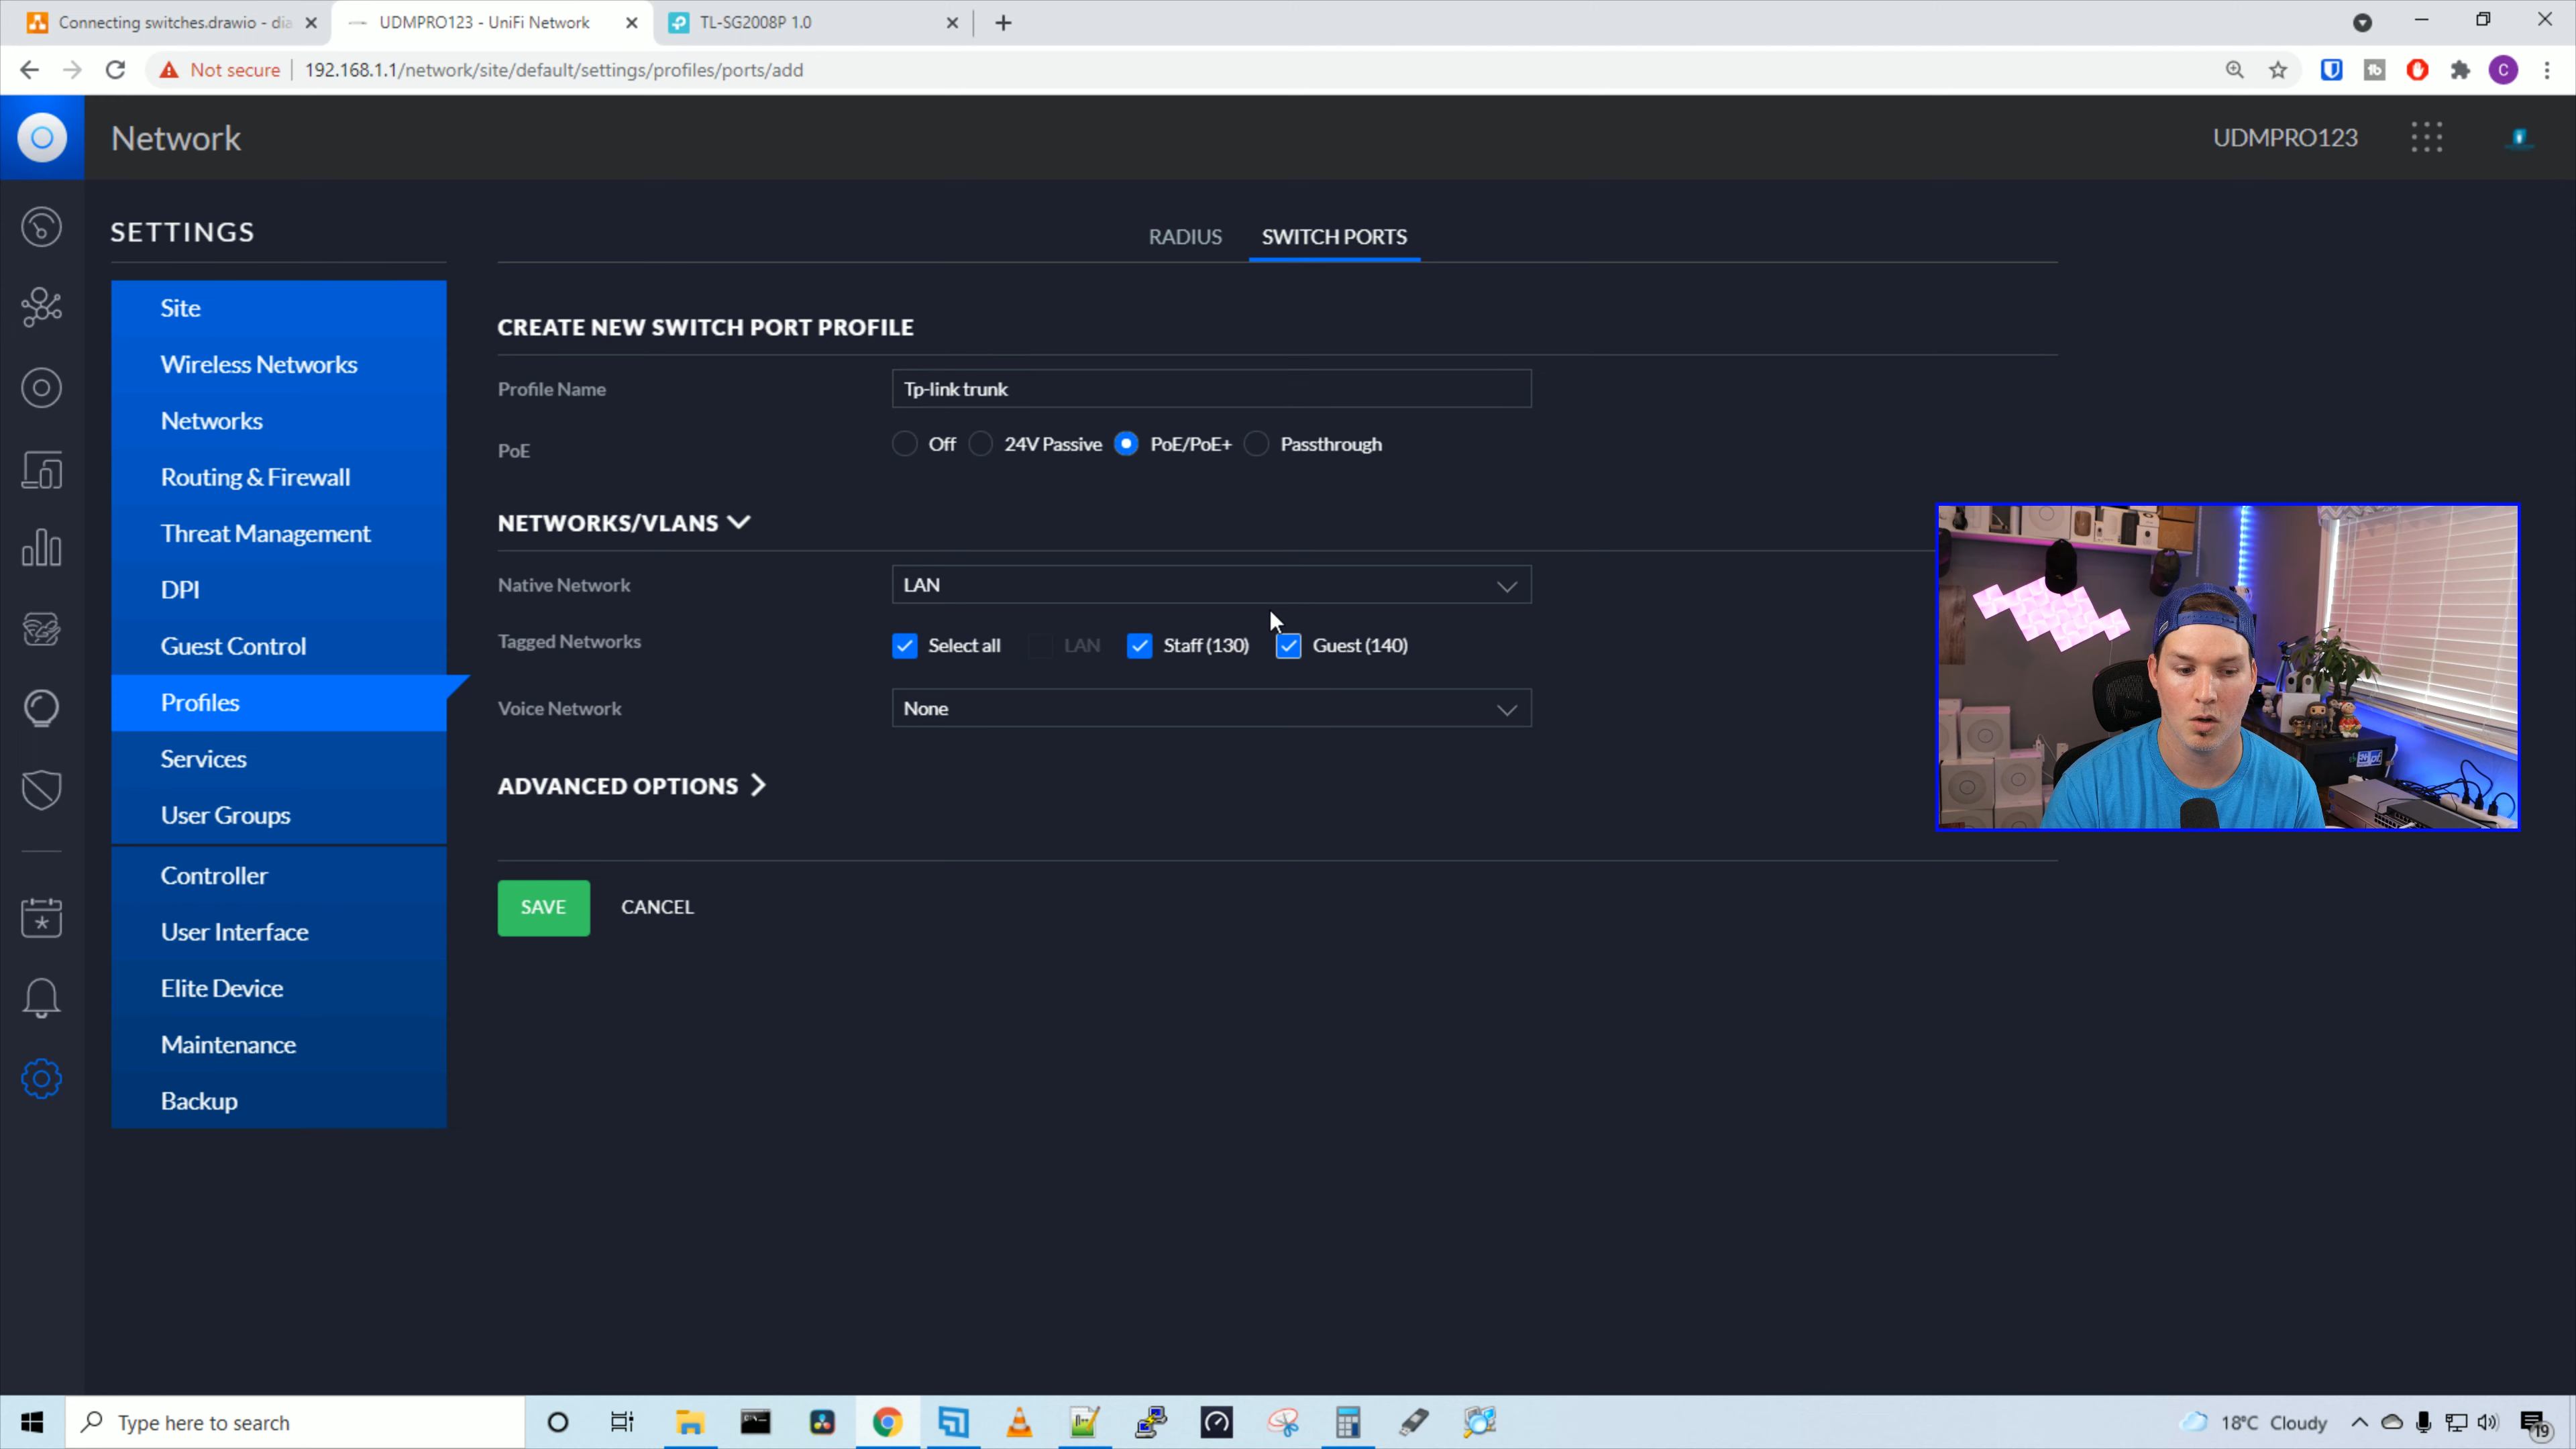 Connecting switches.drawio - dia
UDMPRO123 - UniFi Network
TL-SG2008P 1.0
Not secure
192.168.1.1/network/site/default/settings/profiles/ports/add
C
Network
UDMPRO123
SETTINGS
RADIUS
SWITCH PORTS
Site
Wireless Networks
Networks
Routing & Firewall
Threat Management
DPI
Guest Control
Profiles
Services
User Groups
Controller
User Interface
Elite Device
Maintenance
Backup
CREATE NEW SWITCH PORT PROFILE
Profile Name
Tp-link trunk
PoE
Off
24V Passive
PoE/PoE+
Passthrough
NETWORKS/VLANS
Native Network
LAN
Tagged Networks
Select all
LAN
Staff (130)
Guest (140)
Voice Network
None
ADVANCED OPTIONS
SAVE
CANCEL
Type here to search
18°C Cloudy
19